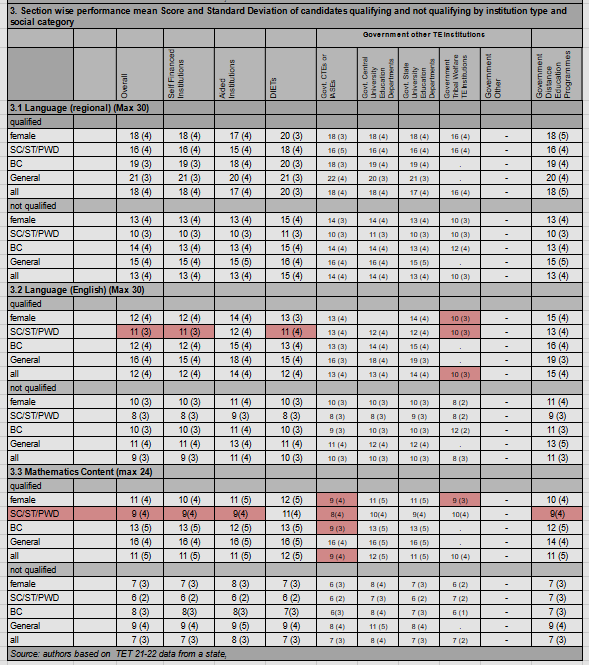 3. Section wise performance mean Score and Standard Deviation of candidates qualifying and not qualifying by institution type and
social category
Government other TE Institutions
Overall
Self Financed
Institutions
Aided
Institutions
DIETs
Govt. CTEs or
IASEs
Govt. Central
University
Education
Departments
Govt. State
University
Education
Departments
Government
Tribal Welfare
TE Institutions
Government
Other
Government
Distance
Education
Programmes
3.1 Language (regional) (Max 30)
qualified
female 18 (4) 18 (4) 17 (4) 20 (3) 18 (3) 18 (4) 18 (4) 16 (4) - 18 (5)
SC/ST/PWD 16 (4) 16 (4) 15 (4) 18 (4) 16 (5) 16 (4) 16 (4) 16 (4) - 16 (4)
BC 19 (3) 19 (3) 18 (4) 20 (3) 18 (3) 19 (4) 19 (4) . - 19 (4)
General 21 (3) 21 (3) 20 (4) 21 (3) 22 (4) 20 (3) 21 (3) . - 20 (4)
all 18 (4) 18 (4) 17 (4) 20 (3) 18 (4) 18 (4) 17 (4) 16 (4) - 18 (5)
not qualified
female 13 (4) 13 (4) 13 (4) 15 (4) 14 (3) 14 (4) 13 (4) 10 (3) - 13 (4)
SC/ST/PWD 10 (3) 10 (3) 10 (3) 11 (3) 10 (3) 11 (3) 10 (3) 10 (3) - 10 (3)
BC 14 (4) 13 (4) 13 (4) 15 (4) 14 (4) 14 (4) 13 (4) 12 (4) - 13 (4)
General 15 (4) 15 (4) 15 (5) 16 (4) 16 (4) 16 (4) 15 (5) . - 15 (5)
all 13 (4) 13 (4) 13 (4) 15 (4) 14 (4) 14 (4) 13 (4) 10 (3) - 13 (4)
3.2 Language (English) (Max 30)
qualified
female 12 (4) 12 (4) 14 (4) 13 (3) 13 (4) 14 (4) 10 (3) - 15 (4)
SC/ST/PWD 11 (3) 11 (3) 12 (4) 11 (4) 13 (4) 12 (4) 12 (4) 10 (3) - 13 (4)
BC 12 (4) 12 (4) 15 (4) 13 (4) 13 (3) 14 (4) 15 (4) . - 16 (4)
General 16 (4) 15 (4) 18 (4) 15 (4) 16 (3) 18 (4) 19 (3) . - 19 (3)
all 12 (4) 12 (4) 14 (4) 12 (4) 13 (4) 13 (4) 14 (4) 10 (3) - 15 (4)
not qualified
female 10 (3) 10 (3) 11 (4) 10 (3) 10 (3) 10 (3) 10 (3) 8 (2) - 11 (4)
SC/ST/PWD 8 (3) 8 (3) 9 (3) 8 (3) 8 (3) 8 (3) 9 (3) 8 (2) - 9 (3)
BC 10 (3) 10 (3) 11 (4) 10 (3) 9 (3) 10 (3) 10 (3) 12 (2) - 11 (3)
General 11 (4) 11 (4) 13 (4) 11 (4) 11 (4) 12 (4) 12 (4) . - 13 (5)
all 9 (3) 9 (3) 11 (4) 10 (3) 10 (3) 10 (3) 10 (3) 8 (3) - 11 (3)
3.3 Mathematics Content (max 24)
qualified
female 11 (4) 10 (4) 11 (5) 12 (5) 9 (4) 11 (5) 11 (5) 9 (3) - 10 (4)
SC/ST/PWD 9 (4) 9(4) 9(4) 11(4) 8(4) 10(4) 9(4) 10(4) - 9(4)
BC 13 (5) 13 (5) 12 (5) 13 (5) 9 (3) 13 (5) 13 (5) . - 12 (5)
General 16 (4) 16 (4) 16 (5) 16 (5) 16 (4) 16 (5) 16 (5) . - 14 (4)
all 11 (5) 11 (5) 11 (5) 12 (5) 9 (4) 12 (5) 11 (5) 10 (4) - 11 (5)
not qualified
female 7 (3) 7 (3) 8 (3) 7 (3) 6 (3) 8 (4) 7 (3) 6 (2) - 7 (3)
SC/ST/PWD 6 (2) 6 (2) 6 (2) 6 (2) 6 (2) 7 (3) 7 (2) 7 (2) - 7 (3)
BC 8 (3) 8(3) 8(3) 7(3) 6(3) 8 (4) 7 (3) 6 (1) - 7 (3)
General 9 (4) 9 (4) 9 (5) 9 (4) 8 (4) 11 (5) 8 (4) . - 9 (4)
all 7 (3) 7 (3) 8 (3) 7 (3) 7 (3) 8 (4) 7 (3) 7 (2) - 7 (3)
Source: authors based on TET 21-22 data from a state,